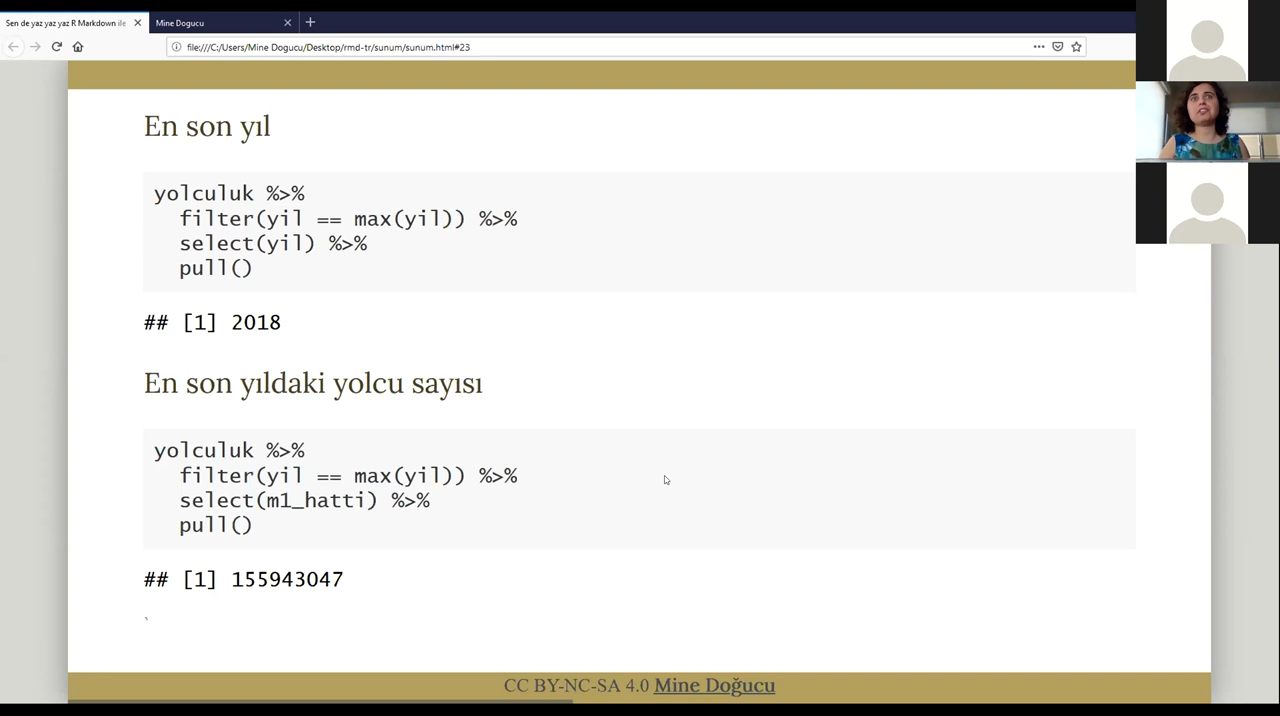 Sen de yaz yaz yaz R Markdown ile
Mine Dogucu
file:///C:/Users/Mine Dogucu/Desktop/rmd-tr/sunum/sunum.html#23
En son yıl
yolculuk %>%
  filter(yil == max(yil)) %>%
  select(yil) %>%
  pull()
## [1] 2018
En son yıldaki yolcu sayısı
yolculuk %>%
  filter(yil == max(yil)) %>%
  select(m1_hatti) %>%
  pull()
## [1] 155943047
`
CC BY-NC-SA 4.0 Mine Doğucu